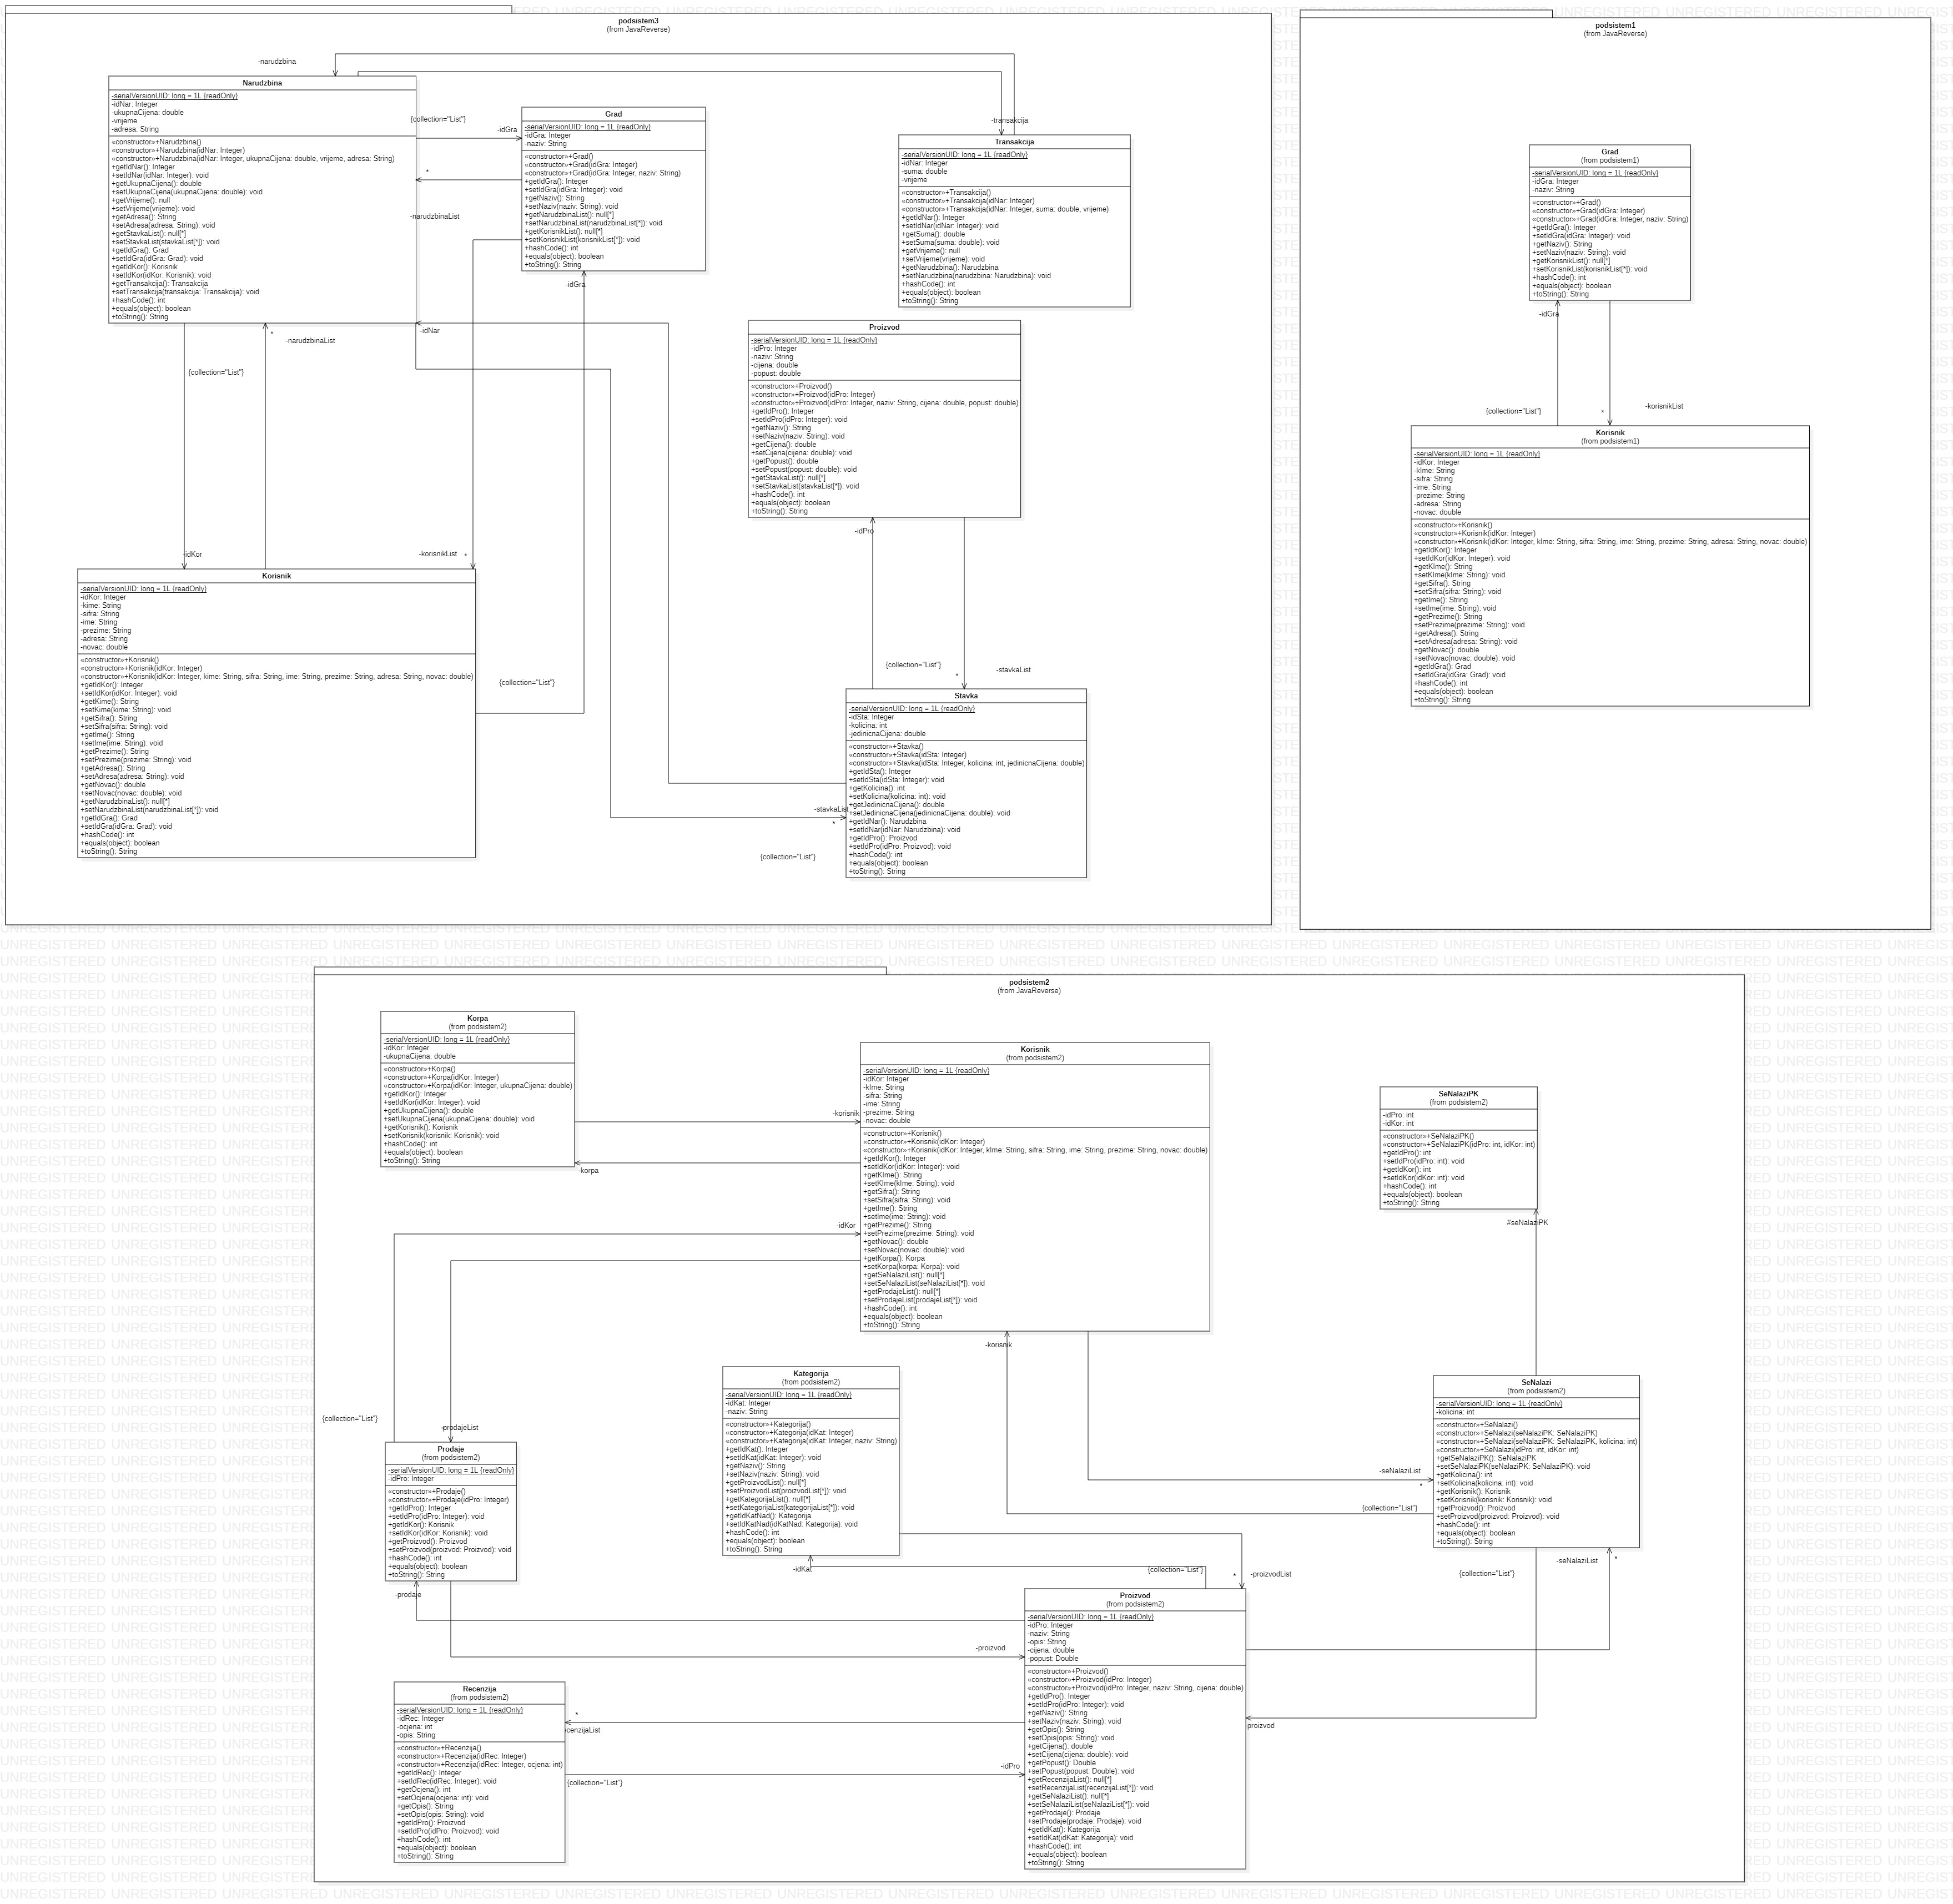 podsistem3
(from JavaReverse)
-narudzbina
Narudzbina
-serialVersionUID: long = 1L {readOnly}
-idNar: Integer
-ukupnaCijena: double
-vrijeme
-adresa: String
«constructor»+Narudzbina()
«constructor»+Narudzbina(idNar: Integer)
«constructor»+Narudzbina(idNar: Integer, ukupnaCijena: double, vrijeme, adresa: String)
+getIdNar(): Integer
+setIdNar(idNar: Integer): void
+getUkupnaCijena(): double
+setUkupnaCijena(ukupnaCijena: double): void
+getVrijeme(): null
+setVrijeme(vrijeme): void
+getAdresa(): String
+setAdresa(adresa: String): void
+getStavkaList(): null[*]
+setStavkaList(stavkaList[*]): void
+getIdGra(): Grad
+setIdGra(idGra: Grad): void
+getIdKor(): Korisnik
+setIdKor(idKor: Korisnik): void
+getTransakcija(): Transakcija
+setTransakcija(transakcija: Transakcija): void
+hashCode(): int
+equals(object): boolean
+toString(): String
{collection="List"}
-idGra
*
-narudzbinaList
Grad
-serialVersionUID: long = 1L {readOnly}
-idGra: Integer
-naziv: String
«constructor»+Grad()
«constructor»+Grad(idGra: Integer)
«constructor»+Grad(idGra: Integer, naziv: String)
+getIdGra(): Integer
+setIdGra(idGra: Integer): void
+getNaziv(): String
+setNaziv(naziv: String): void
+getNarudzbinaList(): null[*]
+setNarudzbinaList(narudzbinaList[*]): void
+getKorisnikList(): null[*]
+setKorisnikList(korisnikList[*]): void
+hashCode(): int
+equals(object): boolean
+toString(): String
-idGra
-transakcija
Transakcija
-serialVersionUID: long = 1L {readOnly}
-idNar: Integer
-suma: double
-vrijeme
«constructor»+Transakcija()
«constructor»+Transakcija(idNar: Integer)
«constructor»+Transakcija(idNar: Integer, suma: double, vrijeme)
+getIdNar(): Integer
+setIdNar(idNar: Integer): void
+getSuma(): double
+setSuma(suma: double): void
+getVrijeme(): null
+setVrijeme(vrijeme): void
+getNarudzbina(): Narudzbina
+setNarudzbina(narudzbina: Narudzbina): void
+hashCode(): int
+equals(object): boolean
+toString(): String
-idNar
*
-narudzbinaList
{collection="List"}
Proizvod
-serialVersionUID: long = 1L {readOnly}
-idPro: Integer
-naziv: String
-cijena: double
-popust: double
«constructor»+Proizvod()
«constructor»+Proizvod(idPro: Integer)
«constructor»+Proizvod(idPro: Integer, naziv: String, cijena: double, popust: double)
+getIdPro(): Integer
+setIdPro(idPro: Integer): void
+getNaziv(): String
+setNaziv(naziv: String): void
+getCijena(): double
+setCijena(cijena: double): void
+getPopust(): double
+setPopust(popust: double): void
+getStavkaList(): null[*]
+setStavkaList(stavkaList[*]): void
+hashCode(): int
+equals(object): boolean
+toString(): String
-idPro
-idKor
-korisnikList
*
Korisnik
-serialVersionUID: long = 1L {readOnly}
-idKor: Integer
-kime: String
-sifra: String
-ime: String
-prezime: String
-adresa: String
-novac: double
«constructor»+Korisnik()
«constructor»+Korisnik(idKor: Integer)
«constructor»+Korisnik(idKor: Integer, kime: String, sifra: String, ime: String, prezime: String, adresa: String, novac: double)
+getIdKor(): Integer
+setIdKor(idKor: Integer): void
+getKime(): String
+setKime(kime: String): void
+getSifra(): String
+setSifra(sifra: String): void
+getIme(): String
+setIme(ime: String): void
+getPrezime(): String
+setPrezime(prezime: String): void
+getAdresa(): String
+setAdresa(adresa: String): void
+getNovac(): double
+setNovac(novac: double): void
+getNarudzbinaList(): null[*]
+setNarudzbinaList(narudzbinaList[*]): void
+getIdGra(): Grad
+setIdGra(idGra: Grad): void
+hashCode(): int
+equals(object): boolean
+toString(): String
{collection="List"}
{collection="List"}
*
-stavkaList
Stavka
-serialVersionUID: long = 1L {readOnly}
-idSta: Integer
-kolicina: int
-jedinicnaCijena: double
«constructor»+Stavka()
«constructor»+Stavka(idSta: Integer)
«constructor»+Stavka(idSta: Integer, kolicina: int, jedinicnaCijena: double)
+getIdSta(): Integer
+setIdSta(idSta: Integer): void
+getKolicina(): int
+setKolicina(kolicina: int): void
+getJedinicnaCijena(): double
+setJedinicnaCijena(jedinicnaCijena: double): void
+getIdNar(): Narudzbina
+setIdNar(idNar: Narudzbina): void
+getIdPro(): Proizvod
+setIdPro(idPro: Proizvod): void
+hashCode(): int
+equals(object): boolean
+toString(): String
-stavkaList
*
{collection="List"}
podsistem1
(from JavaReverse)
Grad
(from podsistem1)
-serialVersionUID: long = 1L {readOnly}
-idGra: Integer
-naziv: String
«constructor»+Grad()
«constructor»+Grad(idGra: Integer)
«constructor»+Grad(idGra: Integer, naziv: String)
+getIdGra(): Integer
+setIdGra(idGra: Integer): void
+getNaziv(): String
+setNaziv(naziv: String): void
+getKorisnikList(): null[*]
+setKorisnikList(korisnikList[*]): void
+hashCode(): int
+equals(object): boolean
+toString(): String
-idGra
{collection="List"}
*
-korisnikList
Korisnik
(from podsistem1)
-serialVersionUID: long = 1L {readOnly}
-idKor: Integer
-kIme: String
-sifra: String
-ime: String
-prezime: String
-adresa: String
-novac: double
«constructor»+Korisnik()
«constructor»+Korisnik(idKor: Integer)
«constructor»+Korisnik(idKor: Integer, kIme: String, sifra: String, ime: String, prezime: String, adresa: String, novac: double)
+getIdKor(): Integer
+setIdKor(idKor: Integer): void
+getKIme(): String
+setKIme(kIme: String): void
+getSifra(): String
+setSifra(sifra: String): void
+getIme(): String
+setIme(ime: String): void
+getPrezime(): String
+setPrezime(prezime: String): void
+getAdresa(): String
+setAdresa(adresa: String): void
+getNovac(): double
+setNovac(novac: double): void
+getIdGra(): Grad
+setIdGra(idGra: Grad): void
+hashCode(): int
+equals(object): boolean
+toString(): String
podsistem2
(from JavaReverse)
Korpa
(from podsistem2)
-serialVersionUID: long = 1L {readOnly}
-idKor: Integer
-ukupnaCijena: double
«constructor»+Korpa()
«constructor»+Korpa(idKor: Integer)
«constructor»+Korpa(idKor: Integer, ukupnaCijena: double)
+getIdKor(): Integer
+setIdKor(idKor: Integer): void
+getUkupnaCijena(): double
+setUkupnaCijena(ukupnaCijena: double): void
+getKorisnik(): Korisnik
+setKorisnik(korisnik: Korisnik): void
+hashCode(): int
+equals(object): boolean
+toString(): String
-korisnik
-korpa
-idKor
Korisnik
(from podsistem2)
-serialVersionUID: long = 1L {readOnly}
-idKor: Integer
-kIme: String
-sifra: String
-ime: String
-prezime: String
-novac: double
«constructor»+Korisnik()
«constructor»+Korisnik(idKor: Integer)
«constructor»+Korisnik(idKor: Integer, kIme: String, sifra: String, ime: String, prezime: String, novac: double)
+getIdKor(): Integer
+setIdKor(idKor: Integer): void
+getKIme(): String
+setKIme(kIme: String): void
+getSifra(): String
+setSifra(sifra: String): void
+getIme(): String
+setIme(ime: String): void
+getPrezime(): String
+setPrezime(prezime: String): void
+getNovac(): double
+setNovac(novac: double): void
+getKorpa(): Korpa
+setKorpa(korpa: Korpa): void
+getSeNalaziList(): null[*]
+setSeNalaziList(seNalaziList[*]): void
+getProdajeList(): null[*]
+setProdajeList(prodajeList[*]): void
+hashCode(): int
+equals(object): boolean
+toString(): String
-korisnik
SeNalaziPK
(from podsistem2)
-idPro: int
-idKor: int
«constructor»+SeNalaziPK()
«constructor»+SeNalaziPK(idPro: int, idKor: int)
+getIdPro(): int
+setIdPro(idPro: int): void
+getIdKor(): int
+setIdKor(idKor: int): void
+hashCode(): int
+equals(object): boolean
+toString(): String
#seNalaziPK
Kategorija
(from podsistem2)
-serialVersionUID: long = 1L {readOnly}
-idKat: Integer
-naziv: String
«constructor»+Kategorija()
«constructor»+Kategorija(idKat: Integer)
«constructor»+Kategorija(idKat: Integer, naziv: String)
+getIdKat(): Integer
+setIdKat(idKat: Integer): void
+getNaziv(): String
+setNaziv(naziv: String): void
+getProizvodList(): null[*]
+setProizvodList(proizvodList[*]): void
+getKategorijaList(): null[*]
+setKategorijaList(kategorijaList[*]): void
+getIdKatNad(): Kategorija
+setIdKatNad(idKatNad: Kategorija): void
+hashCode(): int
+equals(object): boolean
+toString(): String
-idKat
{collection="List"}
*
-proizvodList
SeNalazi
(from podsistem2)
-serialVersionUID: long = 1L {readOnly}
-kolicina: int
«constructor»+SeNalazi()
«constructor»+SeNalazi(seNalaziPK: SeNalaziPK)
«constructor»+SeNalazi(seNalaziPK: SeNalaziPK, kolicina: int)
«constructor»+SeNalazi(idPro: int, idKor: int)
+getSeNalaziPK(): SeNalaziPK
+setSeNalaziPK(seNalaziPK: SeNalaziPK): void
+getKolicina(): int
+setKolicina(kolicina: int): void
+getKorisnik(): Korisnik
+setKorisnik(korisnik: Korisnik): void
+getProizvod(): Proizvod
+setProizvod(proizvod: Proizvod): void
+hashCode(): int
+equals(object): boolean
+toString(): String
-seNalaziList
*
{collection="List"}
-seNalaziList
*
{collection="List"}
{collection="List"}
*
-prodajeList
Prodaje
(from podsistem2)
-serialVersionUID: long = 1L {readOnly}
-idPro: Integer
«constructor»+Prodaje()
«constructor»+Prodaje(idPro: Integer)
+getIdPro(): Integer
+setIdPro(idPro: Integer): void
+getIdKor(): Korisnik
+setIdKor(idKor: Korisnik): void
+getProizvod(): Proizvod
+setProizvod(proizvod: Proizvod): void
+hashCode(): int
+equals(object): boolean
+toString(): String
-prodaje
-proizvod
Proizvod
(from podsistem2)
-serialVersionUID: long = 1L {readOnly}
-idPro: Integer
-naziv: String
-opis: String
-cijena: double
-popust: Double
«constructor»+Proizvod()
«constructor»+Proizvod(idPro: Integer)
«constructor»+Proizvod(idPro: Integer, naziv: String, cijena: double)
+getIdPro(): Integer
+setIdPro(idPro: Integer): void
+getNaziv(): String
+setNaziv(naziv: String): void
+getOpis(): String
+setOpis(opis: String): void
+getCijena(): double
+setCijena(cijena: double): void
+getPopust(): Double
+setPopust(popust: Double): void
+getRecenzijaList(): null[*]
+setRecenzijaList(recenzijaList[*]): void
+getSeNalaziList(): null[*]
+setSeNalaziList(seNalaziList[*]): void
+getProdaje(): Prodaje
+setProdaje(prodaje: Prodaje): void
+getIdKat(): Kategorija
+setIdKat(idKat: Kategorija): void
+hashCode(): int
+equals(object): boolean
+toString(): String
-proizvod
Recenzija
(from podsistem2)
-serialVersionUID: long = 1L {readOnly}
-idRec: Integer
-ocjena: int
-opis: String
«constructor»+Recenzija()
«constructor»+Recenzija(idRec: Integer)
«constructor»+Recenzija(idRec: Integer, ocjena: int)
+getIdRec(): Integer
+setIdRec(idRec: Integer): void
+getOcjena(): int
+setOcjena(ocjena: int): void
+getOpis(): String
+setOpis(opis: String): void
+getIdPro(): Proizvod
+setIdPro(idPro: Proizvod): void
+hashCode(): int
+equals(object): boolean
+toString(): String
*
cenzijaList
-idPro
{collection="List"}